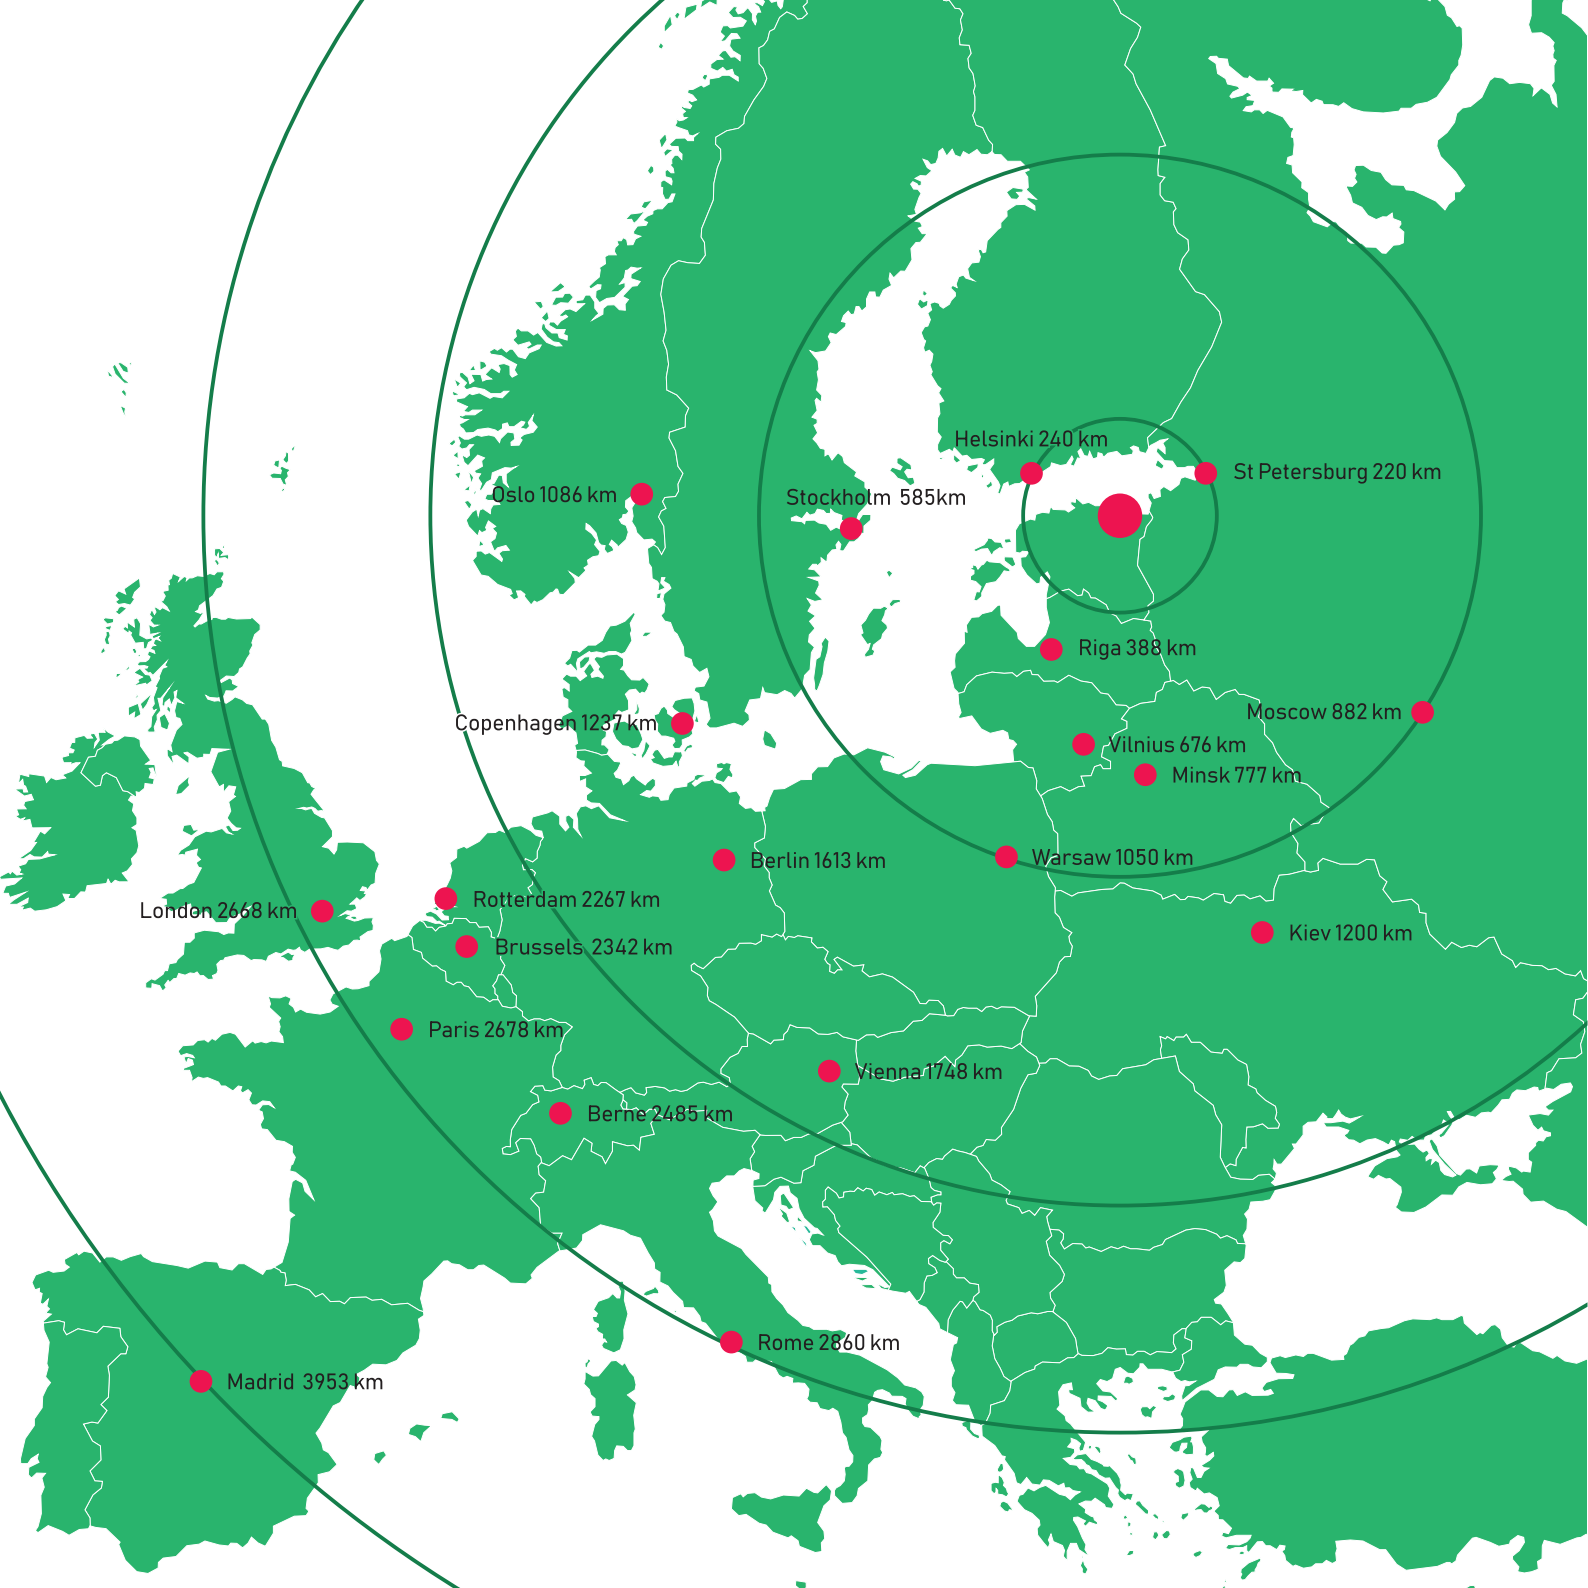 Helsinki 240 km
St Petersburg 220 km
Oslo 1086 km
Stockholm 585km
Riga 388 km
Moscow 882 km
Copenhagen 1237 km
Vilnius 676 km
Minsk 777 km
Warsaw 1050 km
Berlin 1613 km
Rotterdam 2267 km
London 2668 km
Kiev 1200 km
Brussels 2342 km
Paris 2678 km
Vienna 1748 km
Berne 2485 km
Rome 2860 km
Madrid 3953 km